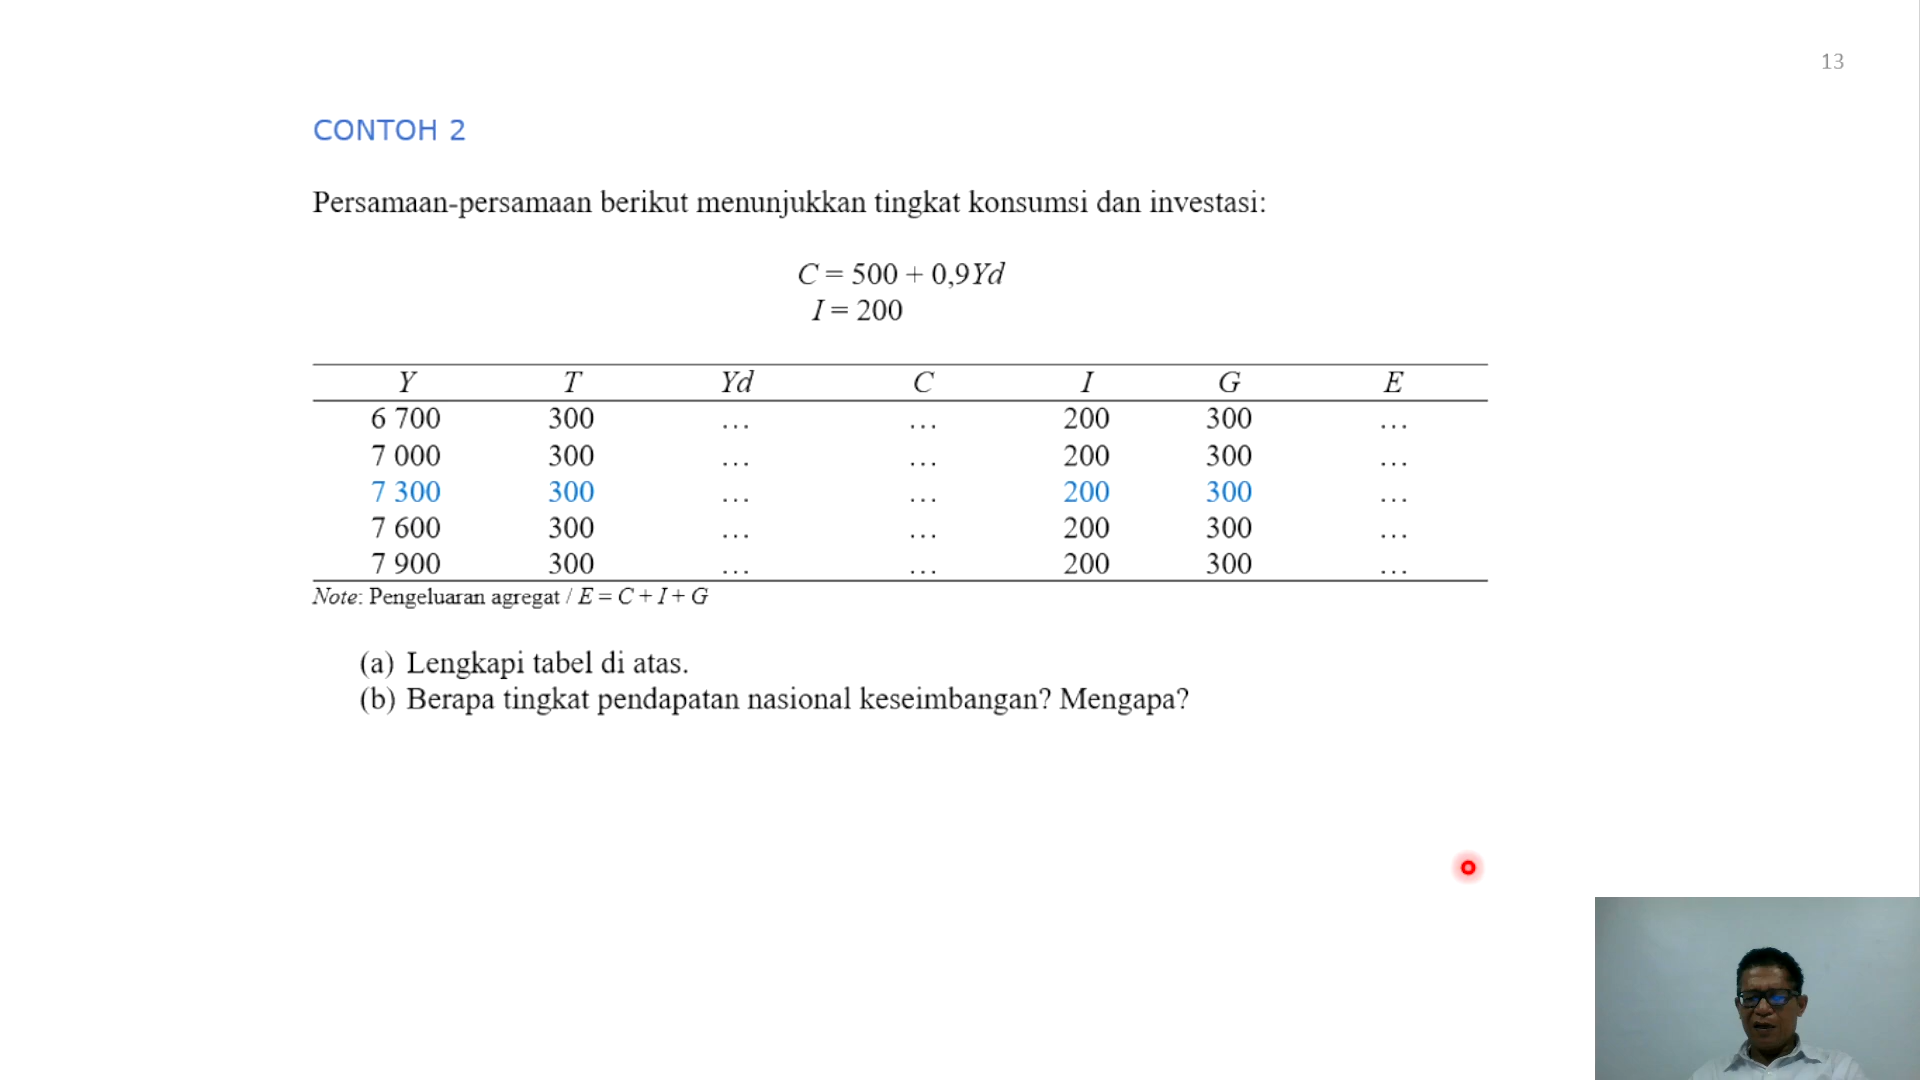 13
CONTOH 2
Persamaan-persamaan berikut menunjukkan tingkat konsumsi dan investasi:
C = 500 + 0,9Yd
I = 200
Y T Yd C I G E
6 700 300 ... ... 200 300 ...
7 000 300 ... ... 200 300 ...
7 300 300 ... ... 200 300 ...
7 600 300 ... ... 200 300 ...
7 900 300 ... ... 200 300 ...
Note: Pengeluaran agregat / E = C + I + G
(a) Lengkapi tabel di atas.
(b) Berapa tingkat pendapatan nasional keseimbangan? Mengapa?